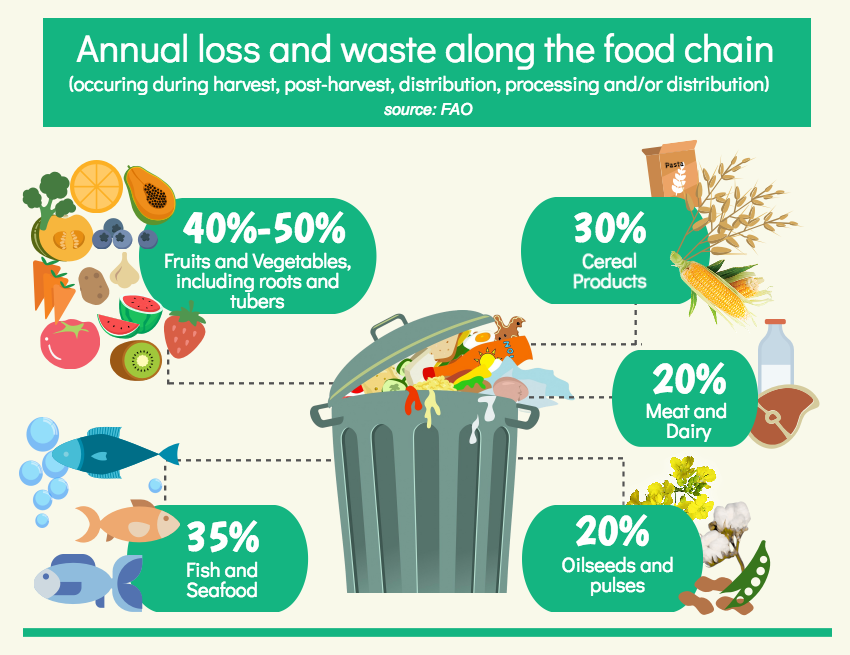 Annual loss and waste along the food chain
(occuring during harvest, post-harvest, distribution, processing and/or distribution)
source: FAO
40%-50%
Fruits and Vegetables,
including roots and
tubers
Pasta
30%
Cereal
Products
20%
Meat and
Dairy
35%
Fish and
Seafood
20%
Oilseeds and
pulses